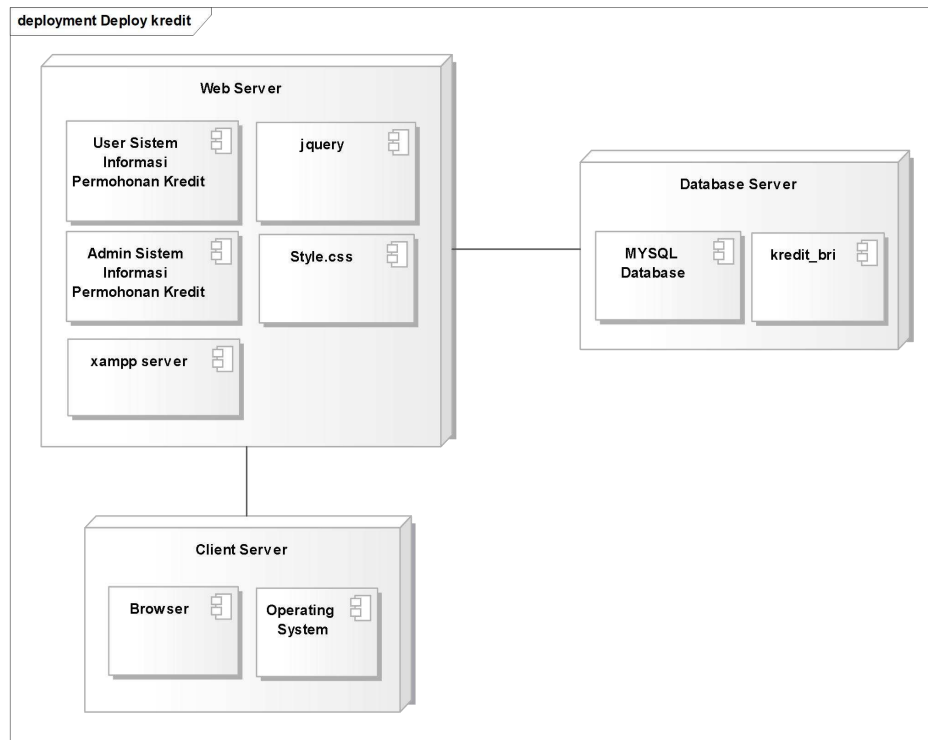 deployment Deploy kredit
Web Server
User Sistem
Informasi
Permohonan Kredit
jquery
Admin Sistem
Informasi
Permohonan Kredit
Style.css
xampp server
Database Server
MYSQL
Database
kredit_bri
Client Server
Browser
Operating
System